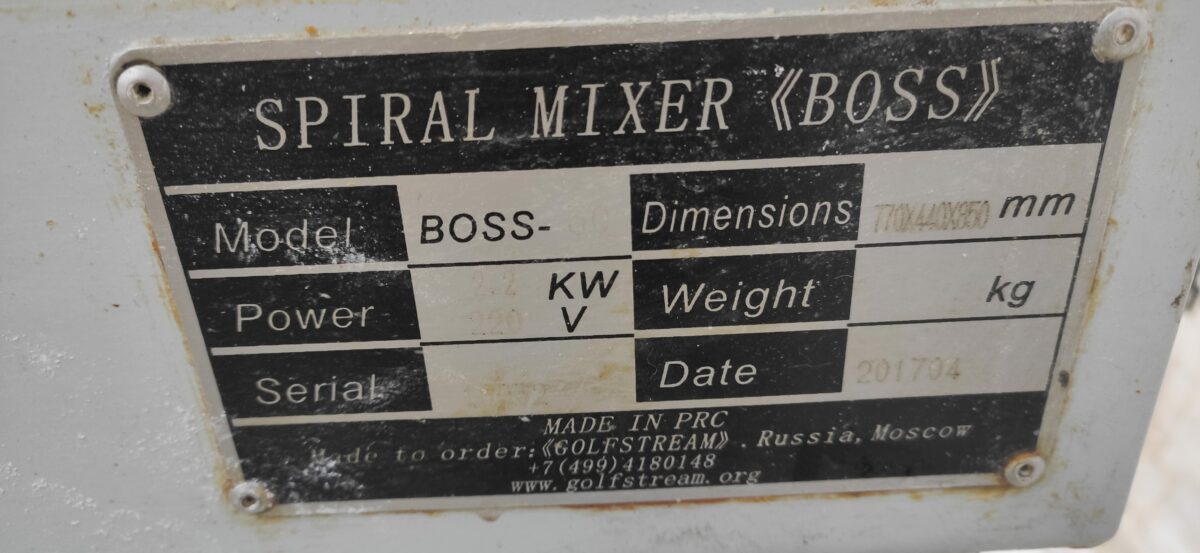 SPIRAL MIXER 《BOSS》
Model BOSS- Dimensions 770X440X850 mm
Power 2.2 KW Weight kg
220 V
Serial Date 201704
MADE IN PRC
Made to order:《GOLFSTREAM》. Russia, Moscow
+7(499)4180148
www.golfstream.org